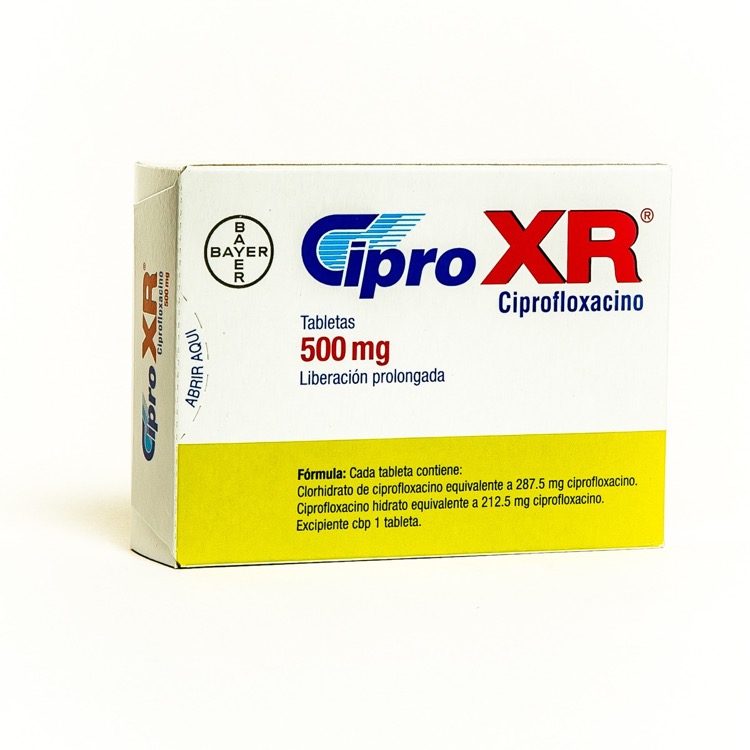 BAYER
BAYER
Cipro XR®
Ciprofloxacino
Tabletas
500 mg
Liberación prolongada
Fórmula: Cada tableta contiene:
Clorhidrato de ciprofloxacino equivalente a 287.5 mg ciprofloxacino.
Ciprofloxacino hidrato equivalente a 212.5 mg ciprofloxacino.
Excipiente cbp 1 tableta.
ABRIR AQUI
Cipro XR®
Ciprofloxacino
500 mg